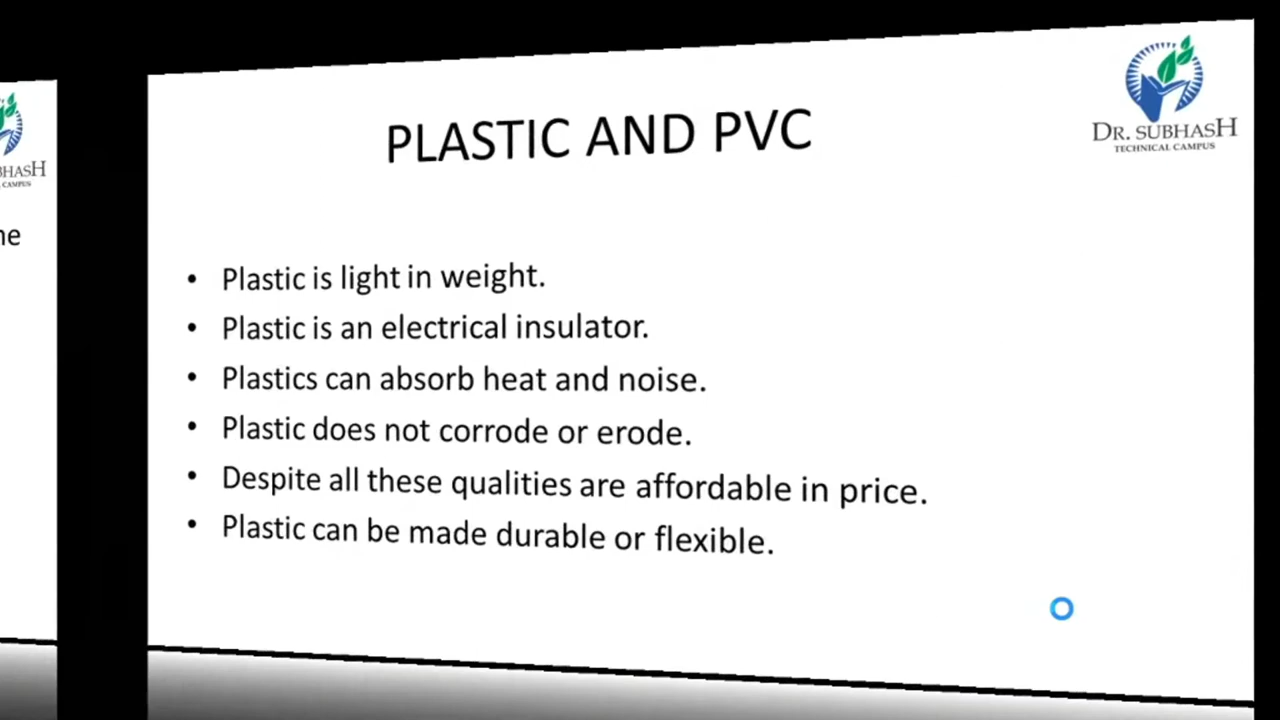 PLASTIC AND PVC
DR. SUBHASH
TECHNICAL CAMPUS
• Plastic is light in weight.
• Plastic is an electrical insulator.
• Plastics can absorb heat and noise.
• Plastic does not corrode or erode.
• Despite all these qualities are affordable in price.
• Plastic can be made durable or flexible.
CAMPUS